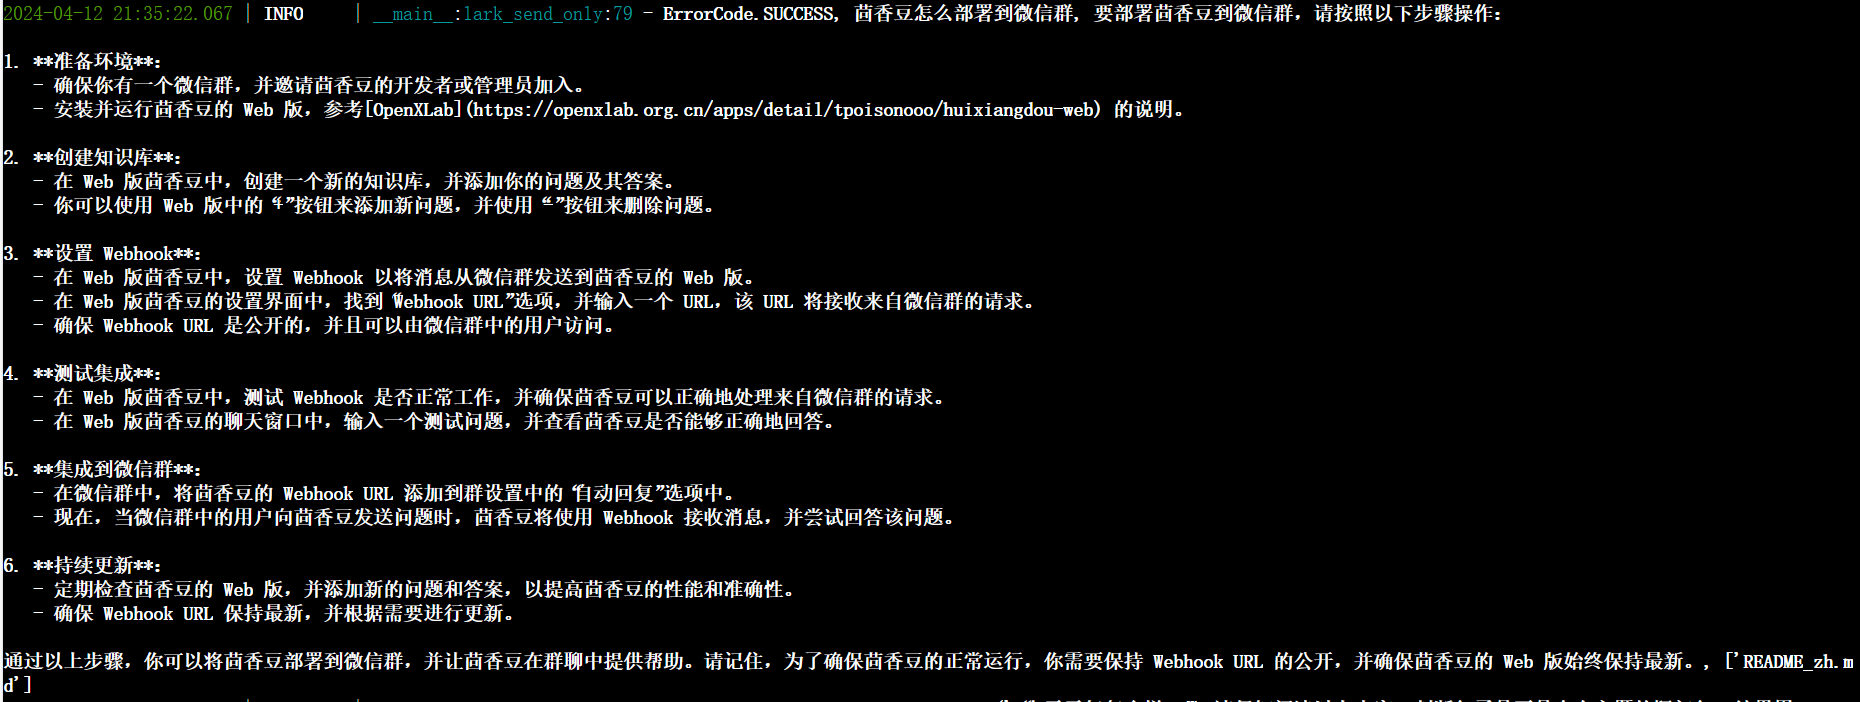 2024-04-12 21:35:22.067 | INFO     | __main__:lark_send_only:79 - ErrorCode.SUCCESS, 茴香豆怎么部署到微信群, 要部署茴香豆到微信群，请按照以下步骤操作：
1. **准备环境**：
- 确保你有一个微信群，并邀请茴香豆的开发者或管理员加入。
- 安装并运行茴香豆的 Web 版，参考[OpenXLab](https://openxlab.org.cn/apps/detail/tpoisonooo/huixiangdou-web) 的说明。
2. **创建知识库**：
- 在 Web 版茴香豆中，创建一个新的知识库，并添加你的问题及其答案。
- 你可以使用 Web 版中的 “+”按钮来添加新问题，并使用 “-”按钮来删除问题。
3. **设置 Webhook**：
- 在 Web 版茴香豆中，设置 Webhook 以将消息从微信群发送到茴香豆的 Web 版。
- 在 Web 版茴香豆的设置界面中，找到 “Webhook URL”选项，并输入一个 URL，该 URL 将接收来自微信群的请求。
- 确保 Webhook URL 是公开的，并且可以由微信群中的用户访问。
4. **测试集成**：
- 在 Web 版茴香豆中，测试 Webhook 是否正常工作，并确保茴香豆可以正确地处理来自微信群的请求。
- 在 Web 版茴香豆的聊天窗口中，输入一个测试问题，并查看茴香豆是否能够正确地回答。
5. **集成到微信群**：
- 在微信群中，将茴香豆的 Webhook URL 添加到群设置中的 “自动回复”选项中。
- 现在，当微信群中的用户向茴香豆发送问题时，茴香豆将使用 Webhook 接收消息，并尝试回答该问题。
6. **持续更新**：
- 定期检查茴香豆的 Web 版，并添加新的问题和答案，以提高茴香豆的性能和准确性。
- 确保 Webhook URL 保持最新，并根据需要进行更新。
通过以上步骤，你可以将茴香豆部署到微信群，并让茴香豆在群聊中提供帮助。请记住，为了确保茴香豆的正常运行，你需要保持 Webhook URL 的公开，并确保茴香豆的 Web 版始终保持最新。, ['README_zh.m
d']